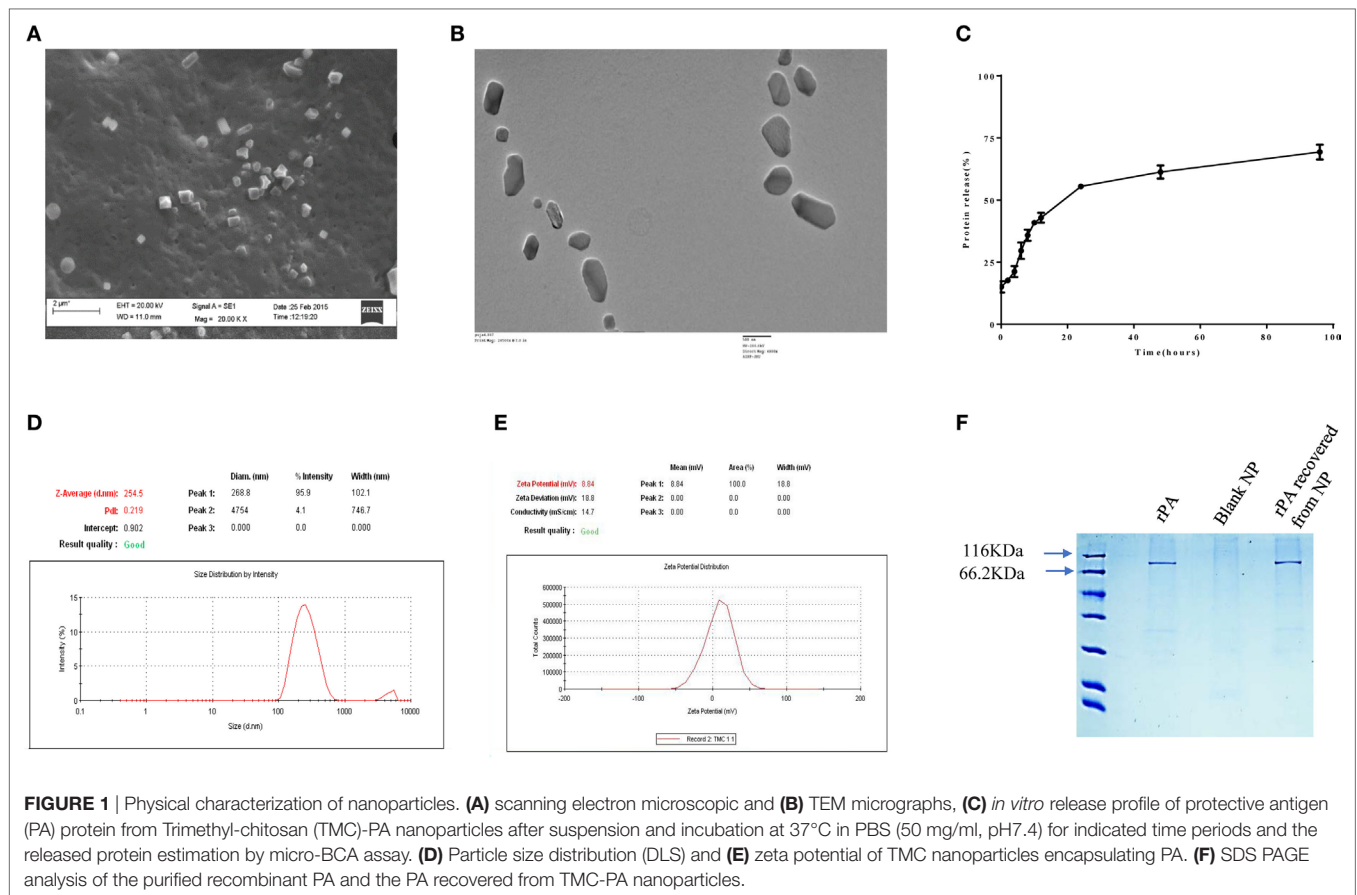 A
B
C
2 µm*
EHT = 20.00 kV
WD = 11.0 mm
Signal A = SE1
Mag = 20.00 K X
Date :25 Feb 2015
Time :12:19:20
ZEISS
100
75
50
25
0
Protein release(%)
0 20 40 60 80 100
Time(hours)
D
Diam. (nm) % Intensity Width (nm)
Z-Average (d.nm): 254.5 Peak 1: 268.8 95.9 102.1
PdI: 0.219 Peak 2: 4754 4.1 746.7
Intercept: 0.902 Peak 3: 0.000 0.0 0.000
Result quality : Good
Size Distribution by Intensity
15
10
5
0
Intensity (%)
0.1 1 10 100 1000 10000
Size (d.nm)
E
Mean (mV) Area (%) Width (mV)
Zeta Potential (mV): 8.84 Peak 1: 8.84 100.0 18.8
Zeta Deviation (mV): 18.8 Peak 2: 0.00 0.0 0.00
Conductivity (mS/cm): 14.7 Peak 3: 0.00 0.0 0.00
Result quality : Good
Zeta Potential Distribution
600000
500000
400000
300000
200000
100000
0
Total Counts
-200 -100 0 100 200
Zeta Potential (mV)
Record 2: TMC 1 1
F
rPA
Blank NP
rPA recovered
from NP
116KDa
66.2KDa
FIGURE 1 | Physical characterization of nanoparticles. (A) scanning electron microscopic and (B) TEM micrographs, (C) in vitro release profile of protective antigen
(PA) protein from Trimethyl-chitosan (TMC)-PA nanoparticles after suspension and incubation at 37°C in PBS (50 mg/ml, pH7.4) for indicated time periods and the
released protein estimation by micro-BCA assay. (D) Particle size distribution (DLS) and (E) zeta potential of TMC nanoparticles encapsulating PA. (F) SDS PAGE
analysis of the purified recombinant PA and the PA recovered from TMC-PA nanoparticles.